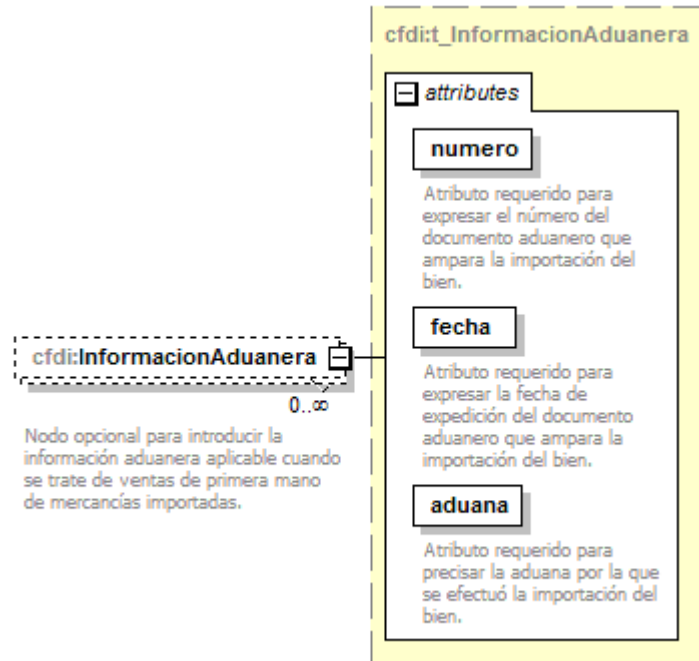 cfdi:t_InformacionAduanera
attributes
numero
Atributo requerido para
expresar el número del
documento aduanero que
ampara la importación del
bien.
fecha
Atributo requerido para
expresar la fecha de
expedición del documento
aduanero que ampara la
importación del bien.
aduana
Atributo requerido para
precisar la aduana por la que
se efectuó la importación del
bien.
cfdi:InformacionAduanera
0..∞
Nodo opcional para introducir la
información aduanera aplicable cuando
se trate de ventas de primera mano
de mercancías importadas.